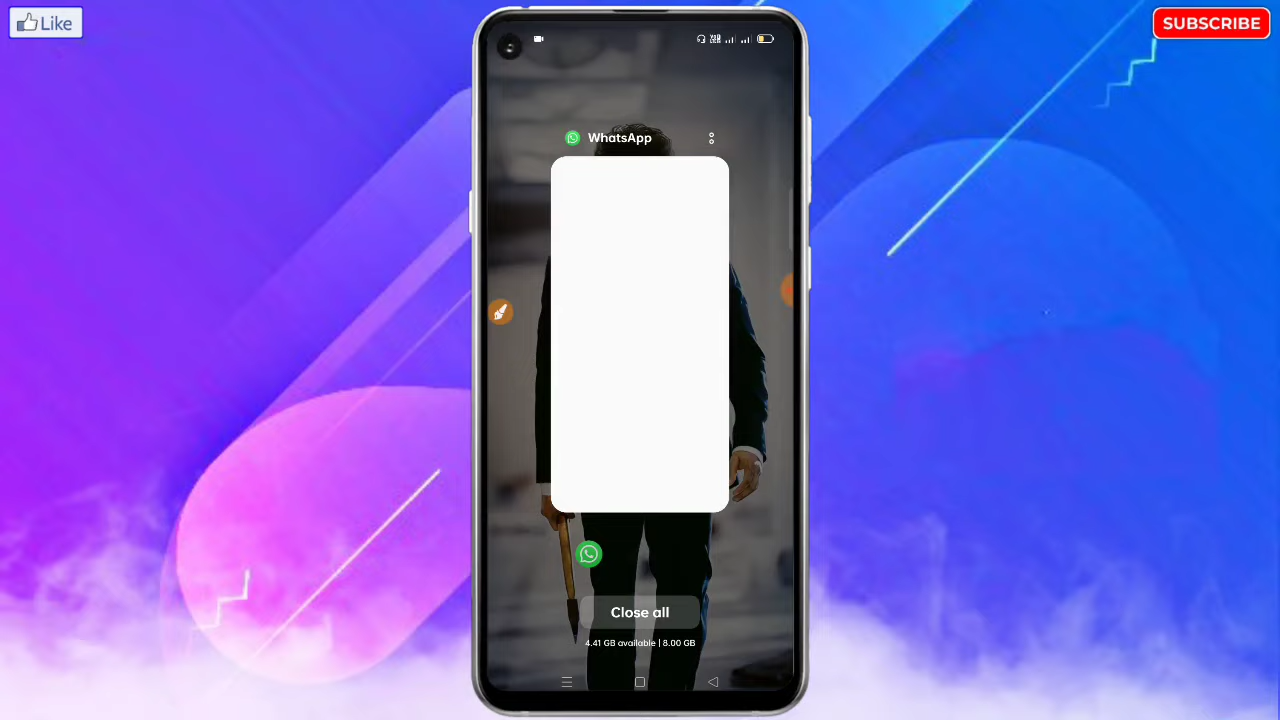 Like
SUBSCRIBE
WhatsApp
Close all
4.41 GB available | 8.00 GB